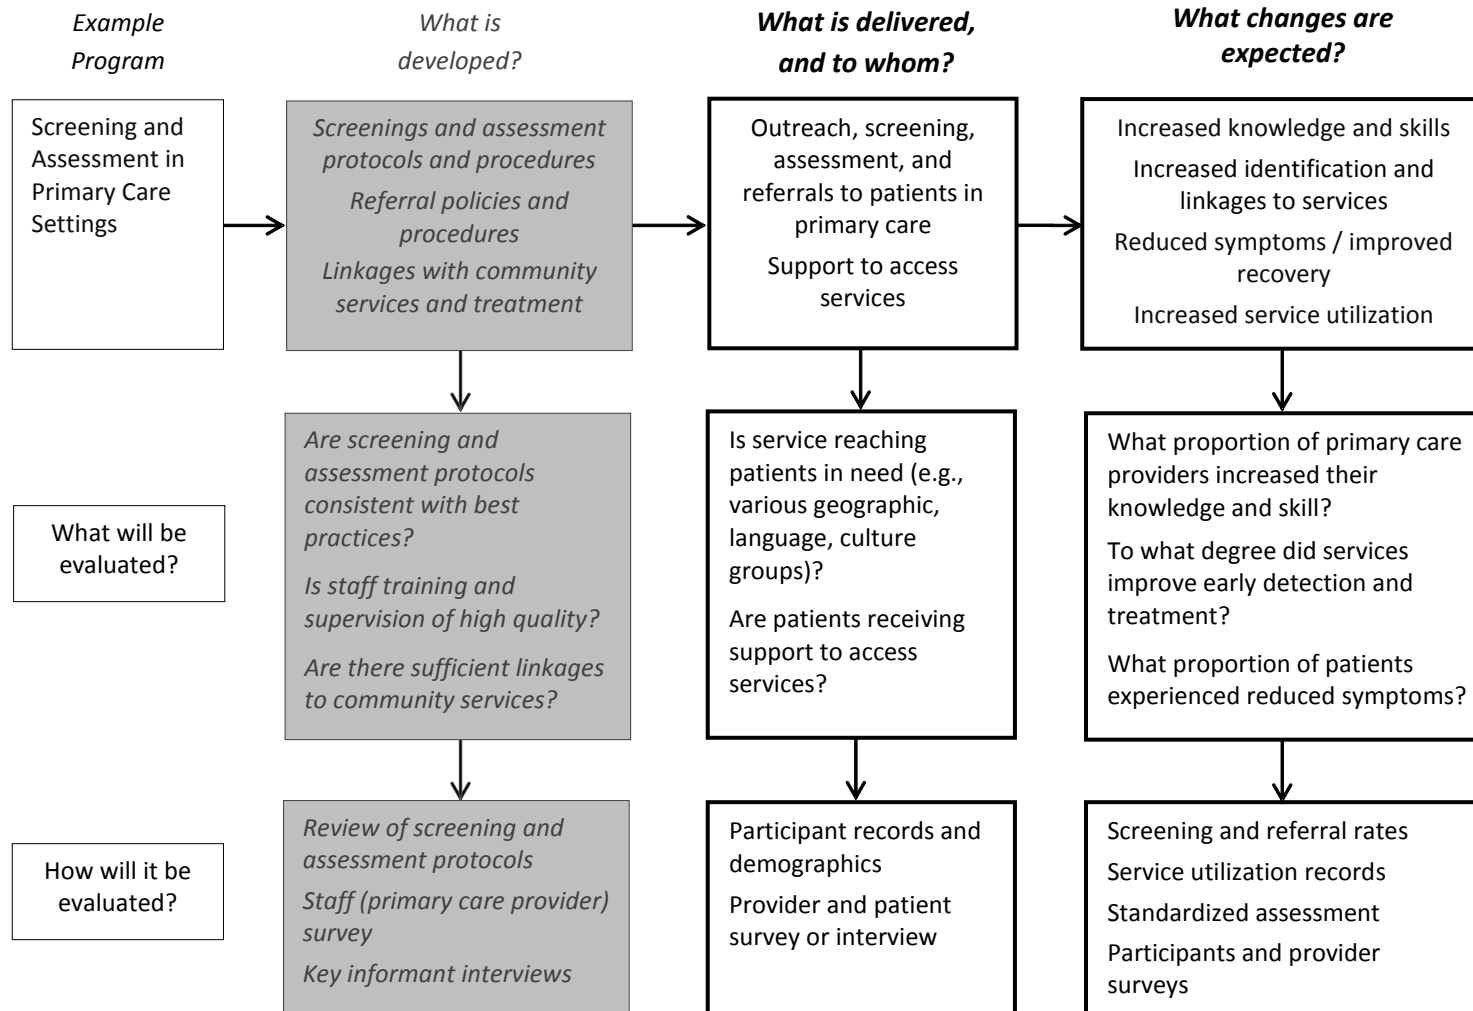 Example
Program
What is
developed?
What is delivered,
and to whom?
What changes are
expected?
Screening and
Assessment in
Primary Care
Settings
Screenings and assessment
protocols and procedures
Referral policies and
procedures
Linkages with community
services and treatment
Outreach, screening,
assessment, and
referrals to patients in
primary care
Support to access
services
Increased knowledge and skills
Increased identification and
linkages to services
Reduced symptoms / improved
recovery
Increased service utilization
What will be
evaluated?
Are screening and
assessment protocols
consistent with best
practices?
Is staff training and
supervision of high quality?
Are there sufficient linkages
to community services?
Is service reaching
patients in need (e.g.,
various geographic,
language, culture
groups)?
Are patients receiving
support to access
services?
What proportion of primary care
providers increased their
knowledge and skill?
To what degree did services
improve early detection and
treatment?
What proportion of patients
experienced reduced symptoms?
How will it be
evaluated?
Review of screening and
assessment protocols
Staff (primary care provider)
survey
Key informant interviews
Participant records and
demographics
Provider and patient
survey or interview
Screening and referral rates
Service utilization records
Standardized assessment
Participants and provider
surveys